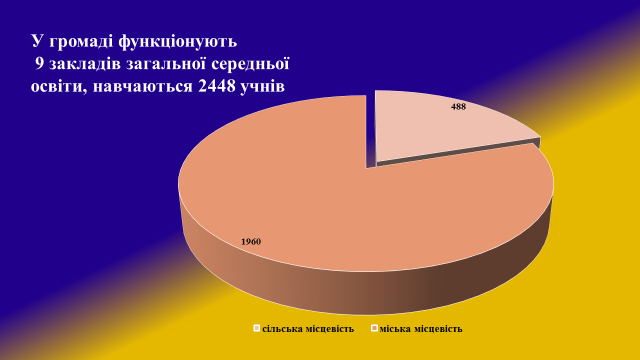 У громаді функціонують
9 закладів загальної середньої
освіти, навчаються 2448 учнів
488
1960
сільська місцевість міська місцевість